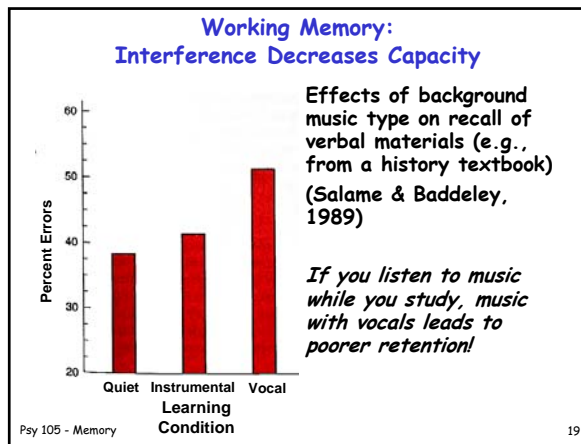 Working Memory:
Interference Decreases Capacity
60
50
40
30
20
Percent Errors
Quiet Instrumental Vocal
Learning
Condition
Effects of background
music type on recall of
verbal materials (e.g.,
from a history textbook)
(Salame & Baddeley,
1989)
If you listen to music
while you study, music
with vocals leads to
poorer retention!
Psy 105 - Memory
19